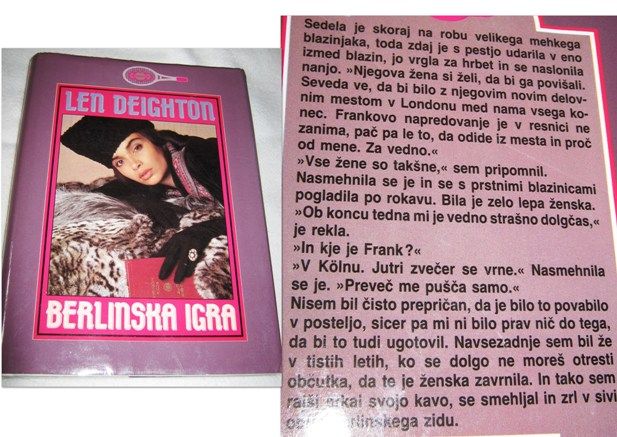 LEN DEIGHTON
BERLINSKA IGRA
Sedela je skoraj na robu velikega mehkega
blazinjaka, toda zdaj je s pestjo udarila v eno
izmed blazin, jo vrgla za hrbet in se naslonila
nanjo. »Njegova žena si želi, da bi ga povišali.
Seveda ve, da bi bilo z njegovim novim delov-
nim mestom v Londonu med nama vsega ko-
nec. Frankovo napredovanje je v resnici ne
zanima, pač pa le to, da odide iz mesta in proč
od mene. Za vedno.«
»Vse žene so takšne,« sem pripomnil.
Nasmehnila se je in se s prstnimi blazinicami
pogladila po rokavu. Bila je zelo lepa ženska.
»Ob koncu tedna mi je vedno strašno dolgčas,«
je rekla.
»In kje je Frank?«
»V Kölnu. Jutri zvečer se vrne.« Nasmehnila
se je. »Preveč me pušča samo.«
Nisem bil čisto prepričan, da je bilo to povabilo
v posteljo, sicer pa mi ni bilo prav nič do tega,
da bi to tudi ugotovil. Navsezadnje sem bil že
v tistih letih, ko se dolgo ne moreš otresti
občutka, da te je ženska zavrnila. In tako sem
raiši srkal svojo kavo, se smehljal in zrl v sivi
Berlinskega zidu.